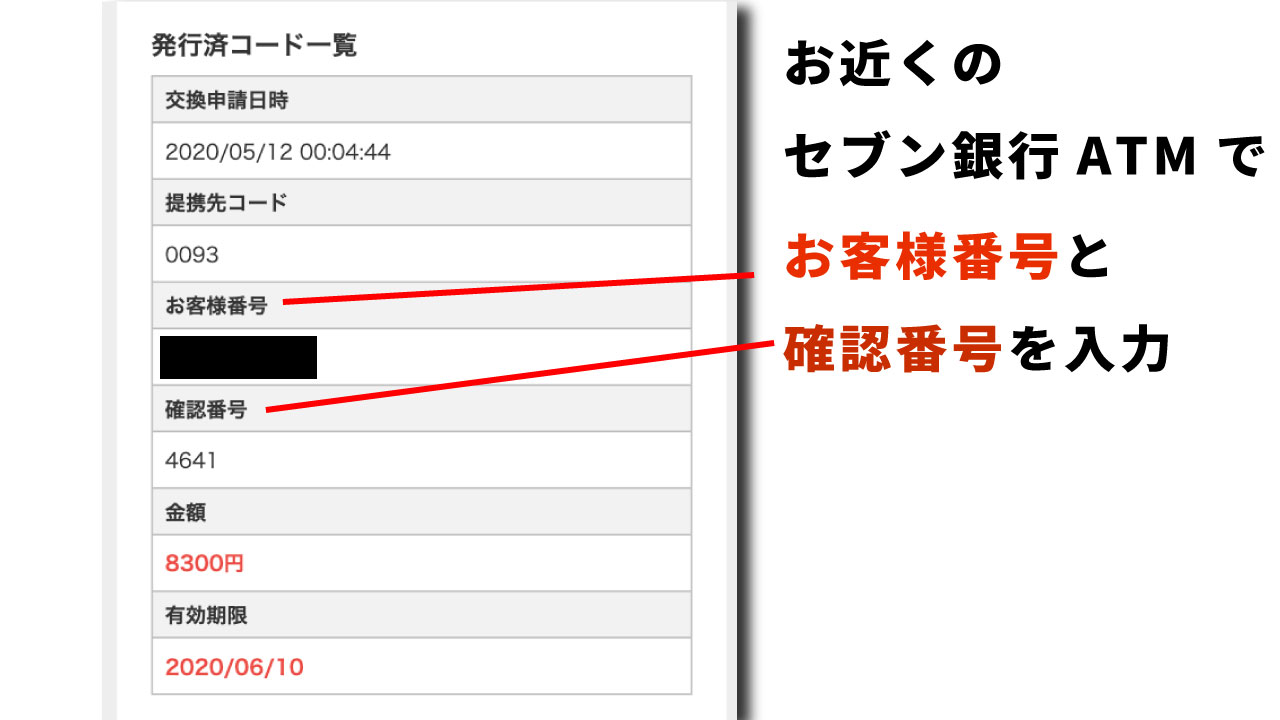 発行済コード一覧
交換申請日時
2020/05/12 00:04:44
提携先コード
0093
お客様番号
確認番号
4641
金額
8300円
有効期限
2020/06/10
お近くの
セブン銀行ATMで
お客様番号と
確認番号を入力